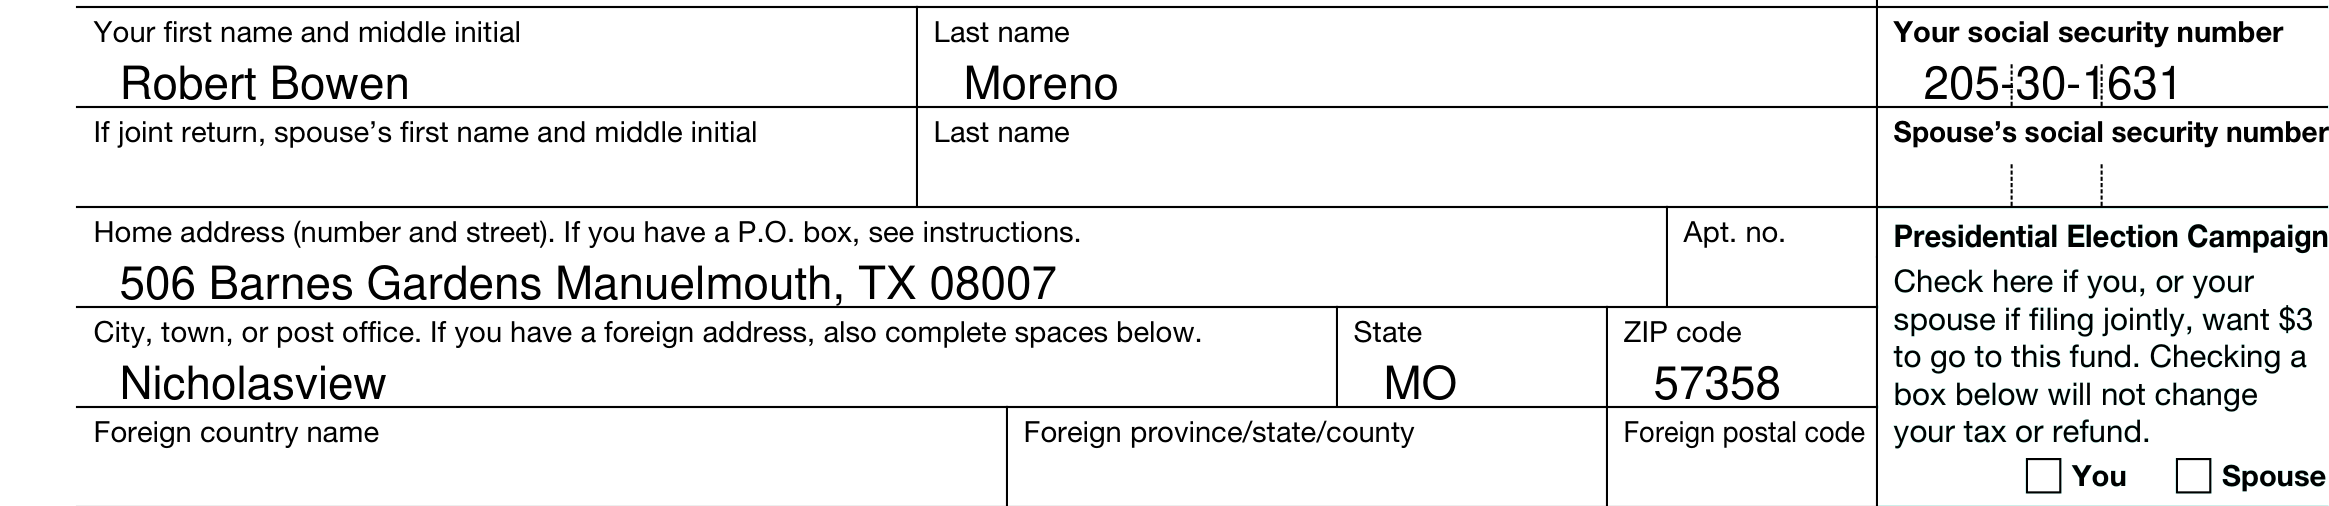 Your first name and middle initial Last name Your social security number
Robert Bowen Moreno 205-30-1631
If joint return, spouse’s first name and middle initial Last name Spouse’s social security number
Home address (number and street). If you have a P.O. box, see instructions. Apt. no.
506 Barnes Gardens Manuelmouth, TX 08007
City, town, or post office. If you have a foreign address, also complete spaces below. State ZIP code
Nicholasview MO 57358
Foreign country name Foreign province/state/county Foreign postal code
Presidential Election Campaign
Check here if you, or your
spouse if filing jointly, want $3
to go to this fund. Checking a
box below will not change
your tax or refund.
You Spouse